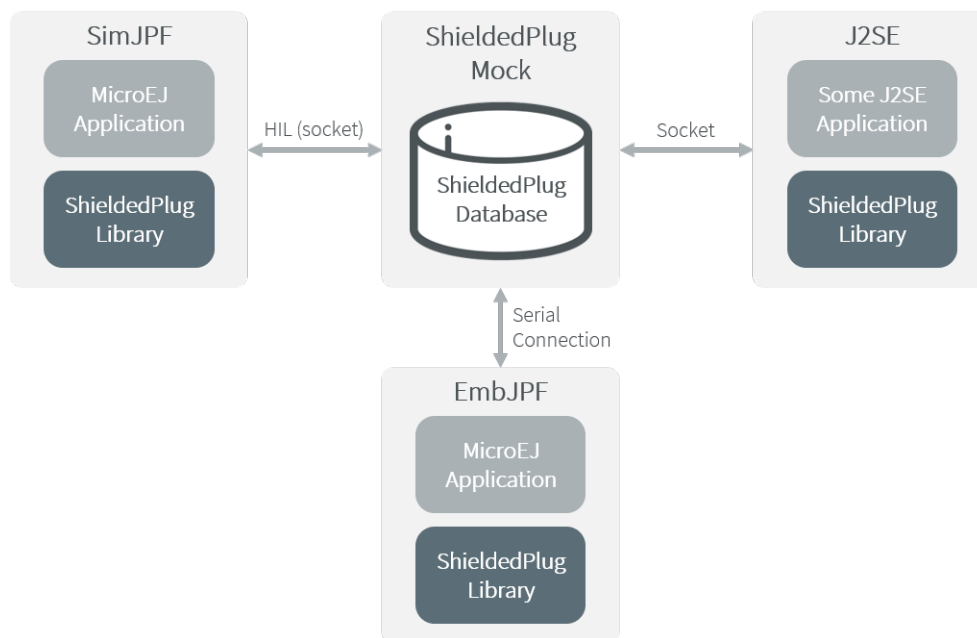 SimJPF
MicroEJ
Application
ShieldedPlug
Library
HIL (socket)
ShieldedPlug
Mock
ShieldedPlug
Database
Socket
J2SE
Some J2SE
Application
ShieldedPlug
Library
Serial
Connection
EmbJPF
MicroEJ
Application
ShieldedPlug
Library